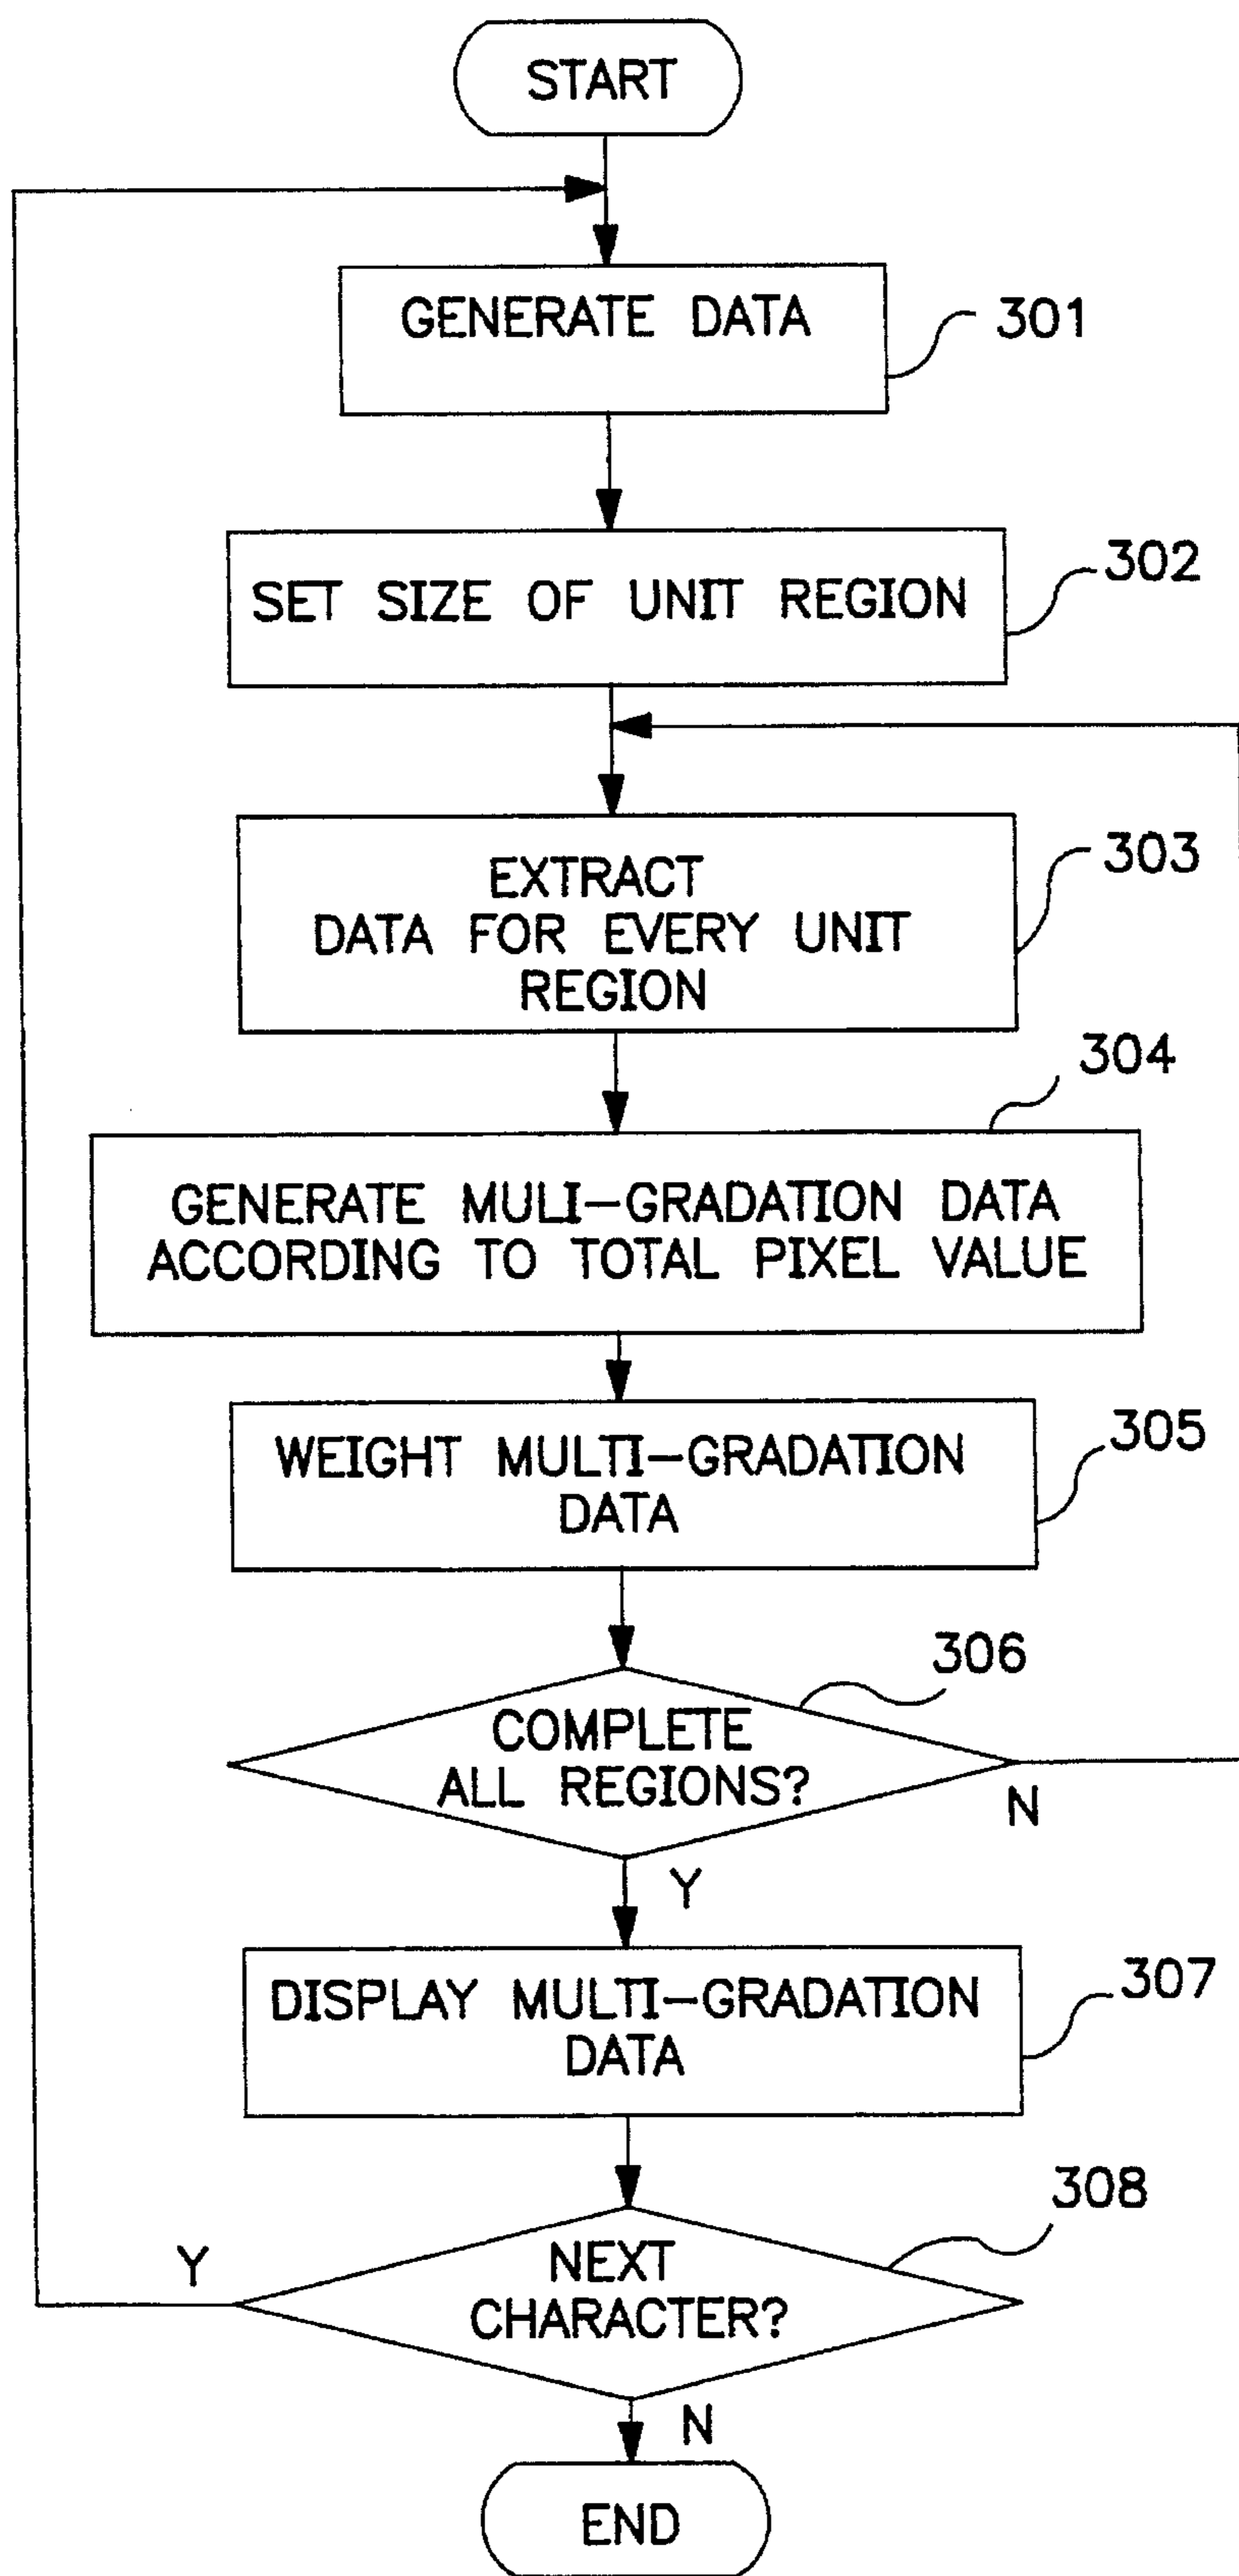 START
GENERATE DATA
301
SET SIZE OF UNIT REGION
302
EXTRACT
DATA FOR EVERY UNIT
REGION
303
304
GENERATE MULI-GRADATION DATA
ACCORDING TO TOTAL PIXEL VALUE
WEIGHT MULTI-GRADATION
DATA
305
306
COMPLETE
ALL REGIONS?
N
Y
DISPLAY MULTI-GRADATION
DATA
307
308
NEXT
CHARACTER?
Y
N
END